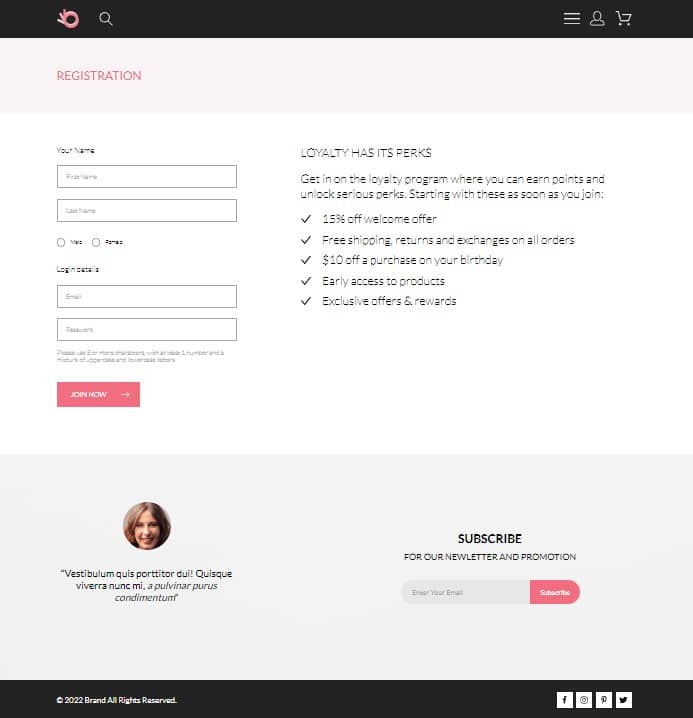 REGISTRATION
Your Name
First Name
Last Name
Male Female
Login details
Email
Password
Please use 8 or more characters, with at least 1 number and a
mixture of uppercase and lowercase letters
JOIN NOW
LOYALTY HAS ITS PERKS
Get in on the loyalty program where you can earn points and
unlock serious perks. Starting with these as soon as you join:
15% off welcome offer
Free shipping, returns and exchanges on all orders
$10 off a purchase on your birthday
Early access to products
Exclusive offers & rewards
“Vestibulum quis porttitor dui! Quisque
viverra nunc mi, a pulvinar purus
condimentum“
SUBSCRIBE
FOR OUR NEWLETTER AND PROMOTION
Enter Your Email
Subscribe
© 2022 Brand All Rights Reserved.